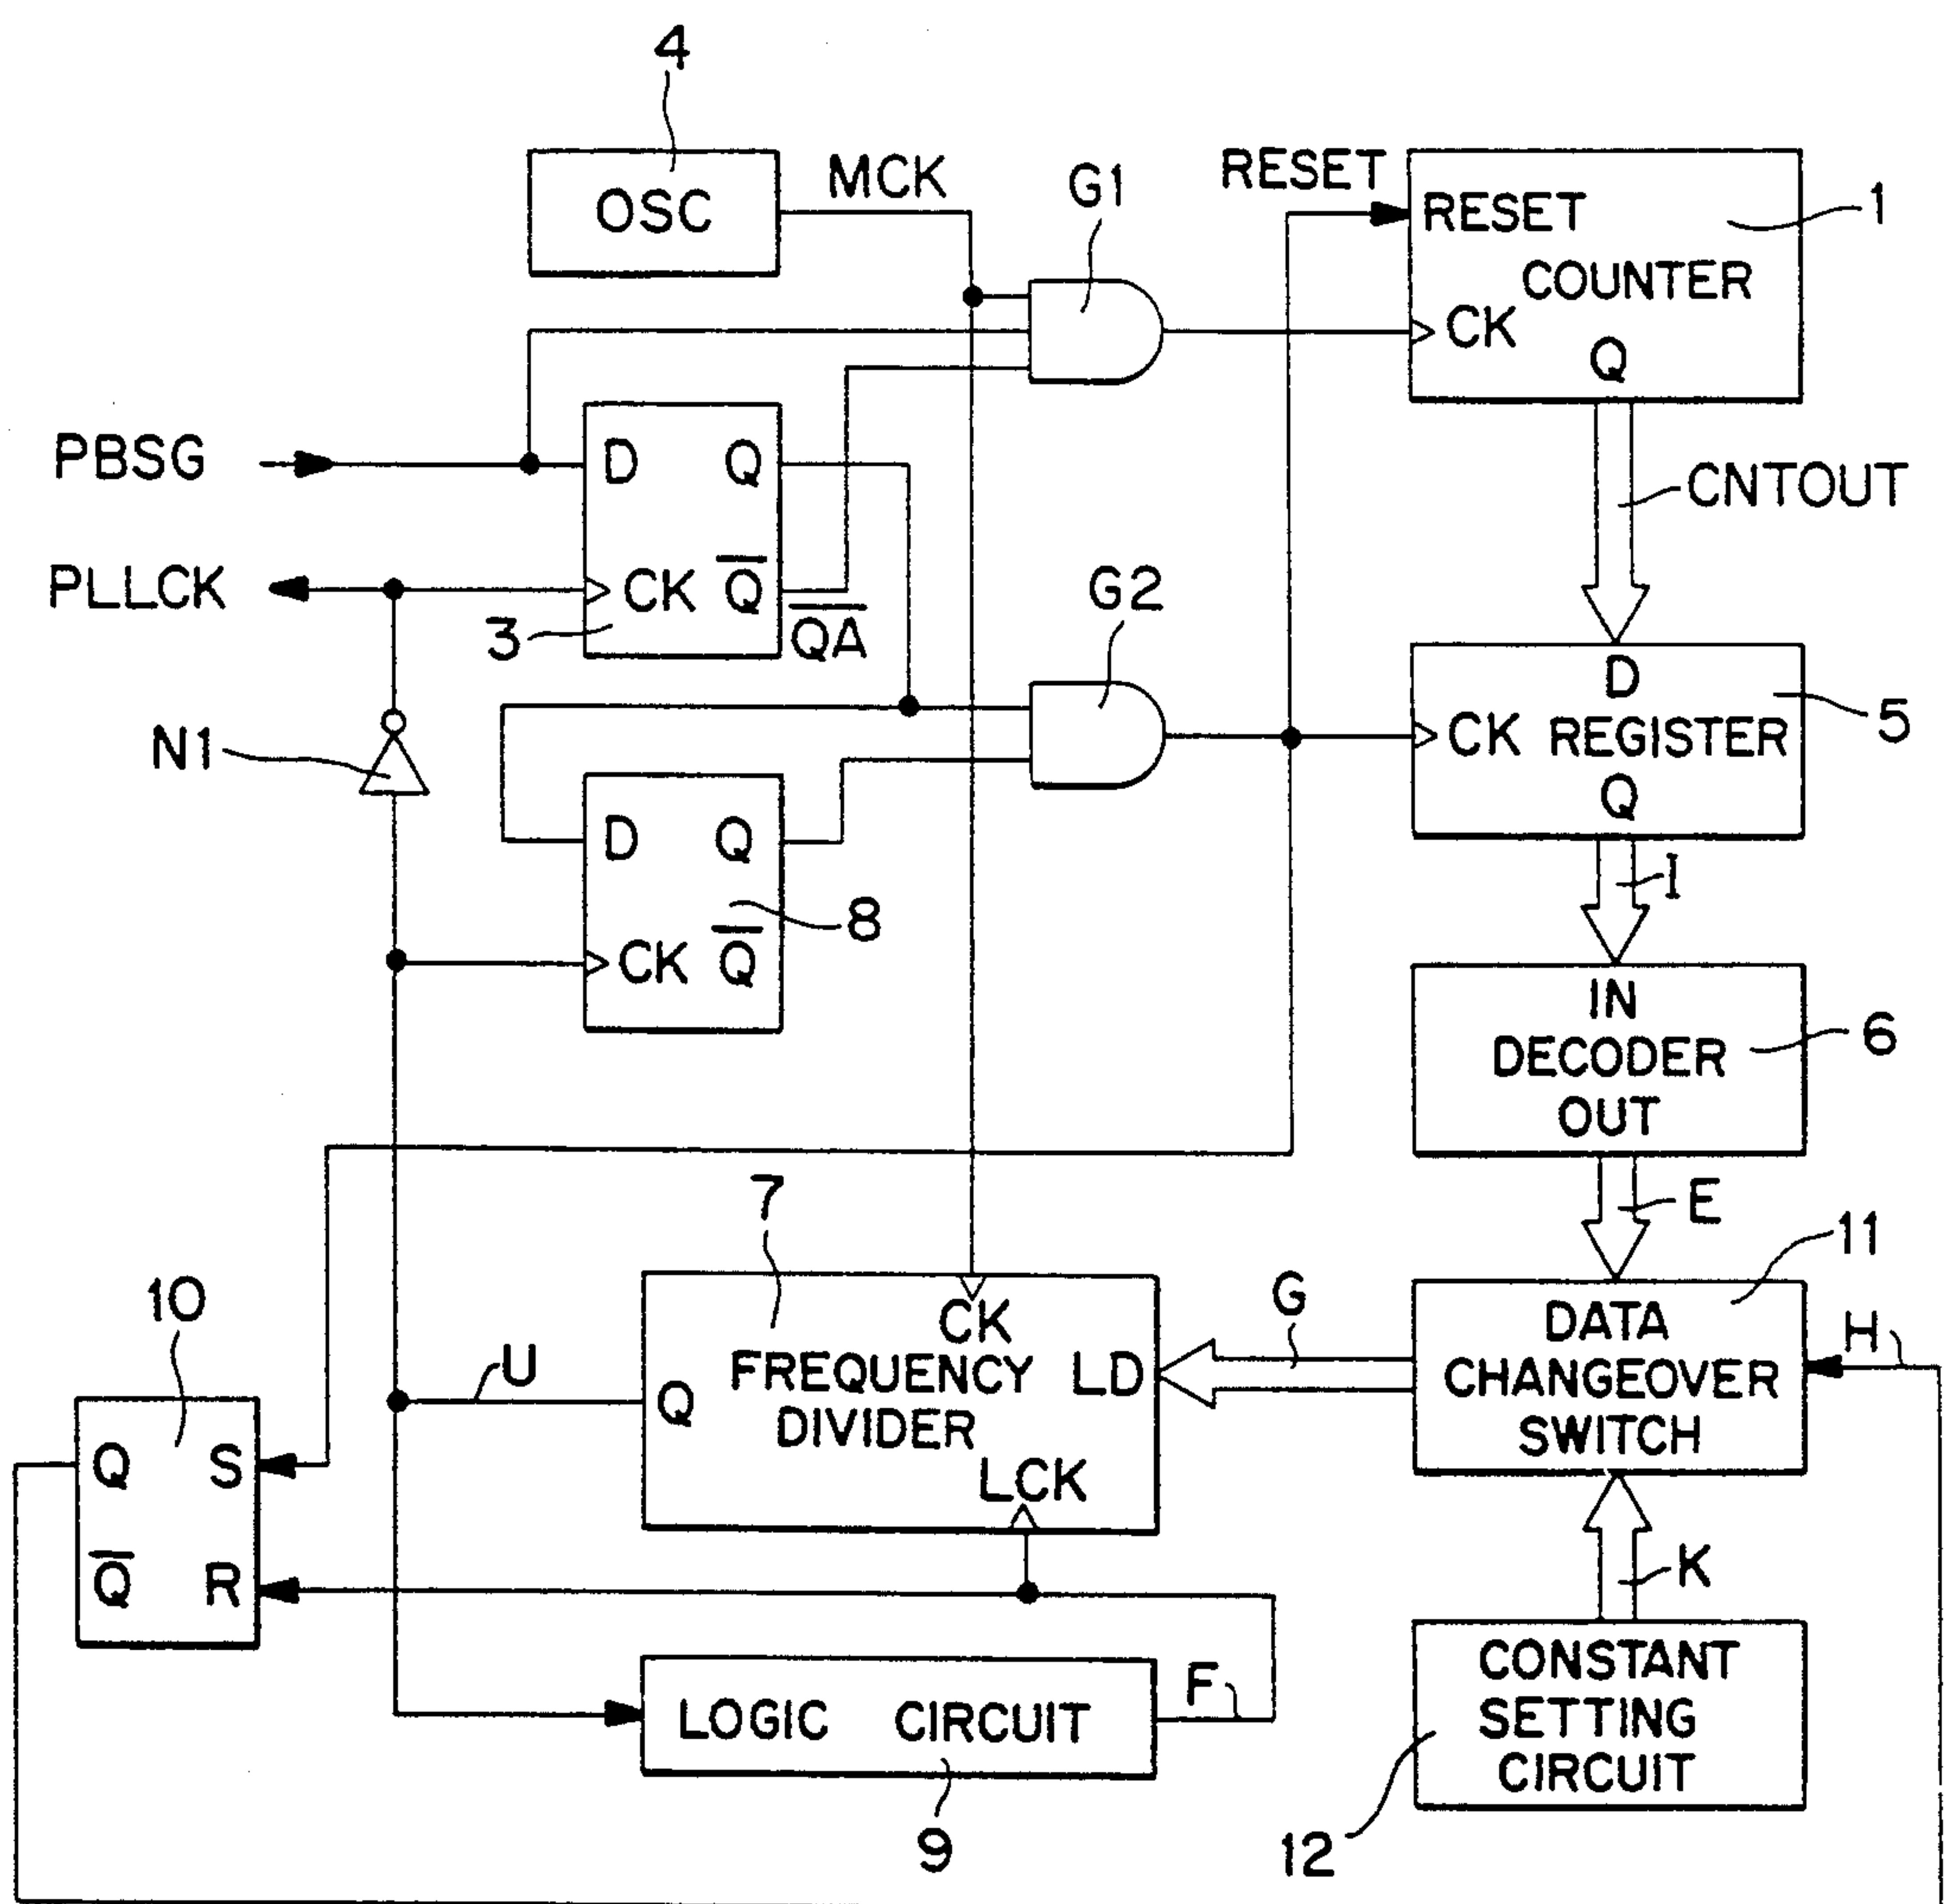 4
OSC
MCK
G1
RESET
RESET
COUNTER
CK
Q
1
PBSG
D Q
CNTOUT
PLLCK
CK Q̅
3
Q̅A̅
G2
D
CK REGISTER
Q
5
N1
D Q
8
CK Q̅
I
IN
DECODER
OUT
6
7
E
11
10
CK
FREQUENCY
DIVIDER
Q
LD
LCK
U
G
DATA
CHANGEOVER
SWITCH
H
Q S
Q̅ R
K
F
LOGIC CIRCUIT
9
CONSTANT
SETTING
CIRCUIT
12